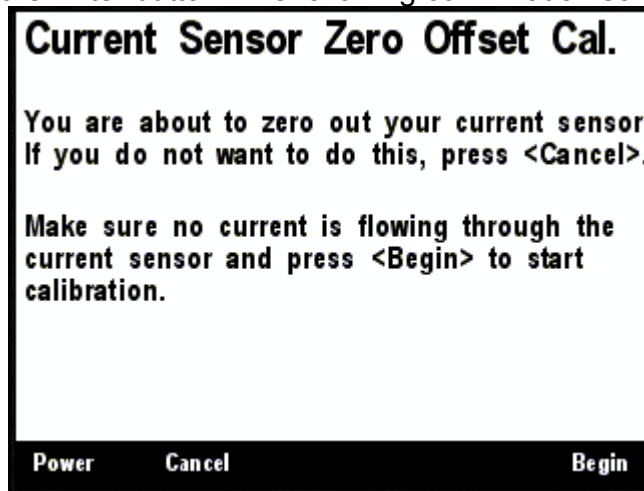 Current Sensor Zero Offset Cal.
You are about to zero out your current sensor
If you do not want to do this, press <Cancel>.
Make sure no current is flowing through the
current sensor and press <Begin> to start
calibration.
Power Cancel Begin